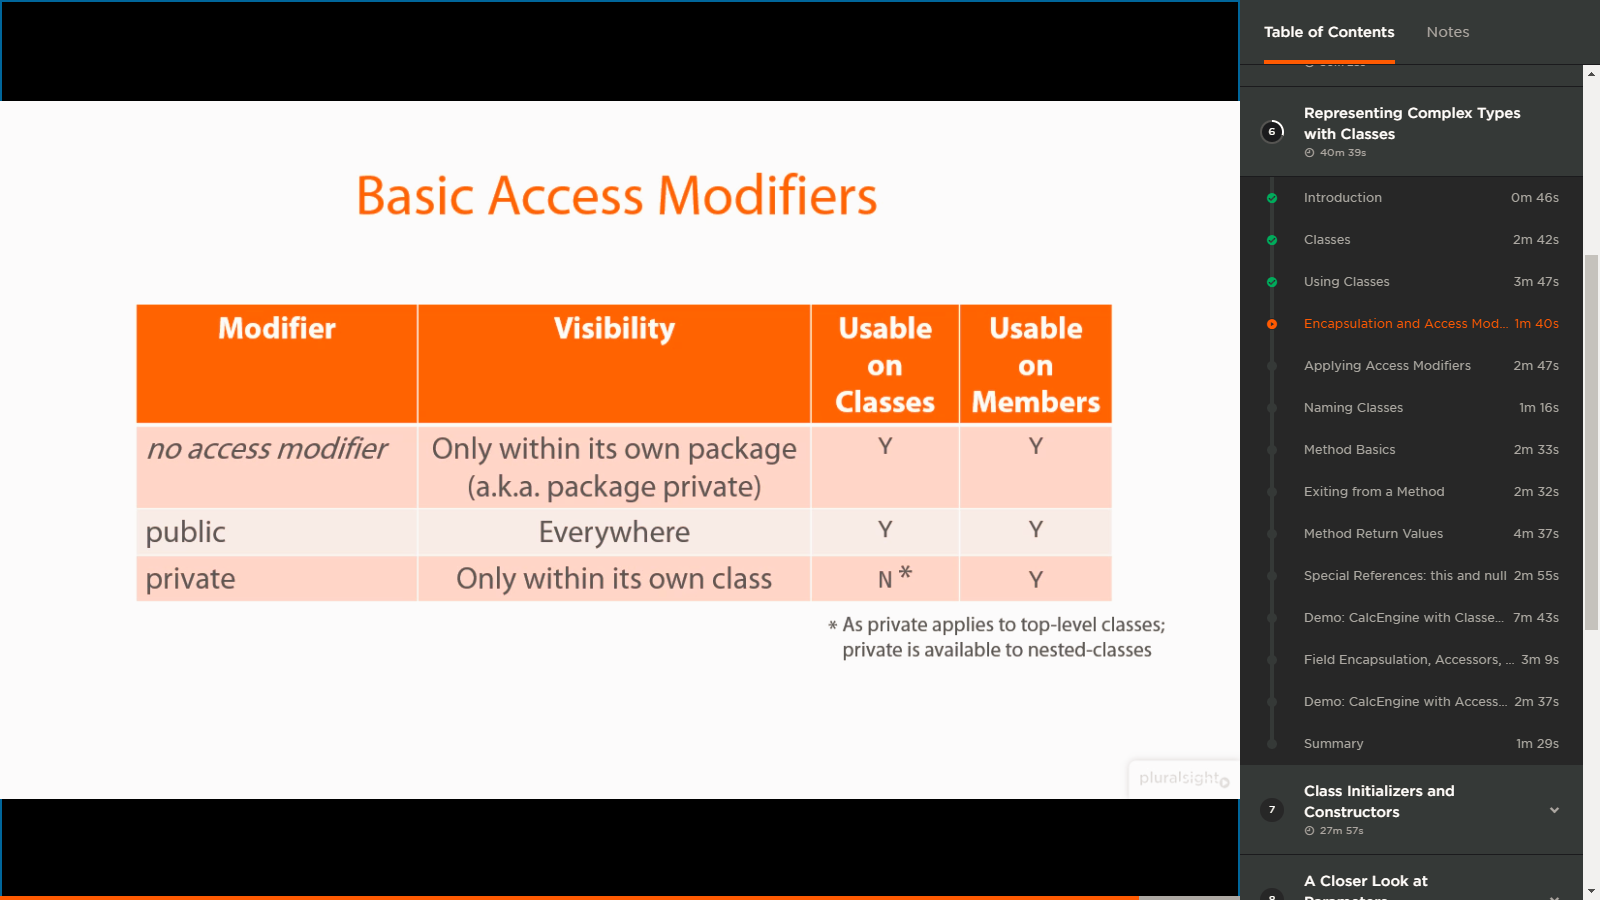 Basic Access Modifiers
Modifier
Visibility
Usable on Classes
Usable on Members
no access modifier
Only within its own package
(a.k.a. package private)
Y
Y
public
Everywhere
Y
Y
private
Only within its own class
N *
Y
* As private applies to top-level classes;
private is available to nested-classes
pluralsight
Table of Contents
Notes
6
Representing Complex Types
with Classes
40m 39s
Introduction 0m 46s
Classes 2m 42s
Using Classes 3m 47s
Encapsulation and Access Mod... 1m 40s
Applying Access Modifiers 2m 47s
Naming Classes 1m 16s
Method Basics 2m 33s
Exiting from a Method 2m 32s
Method Return Values 4m 37s
Special References: this and null 2m 55s
Demo: CalcEngine with Classe... 7m 43s
Field Encapsulation, Accessors, ... 3m 9s
Demo: CalcEngine with Access... 2m 37s
Summary 1m 29s
7
Class Initializers and
Constructors
27m 57s
8
A Closer Look at
Parameters